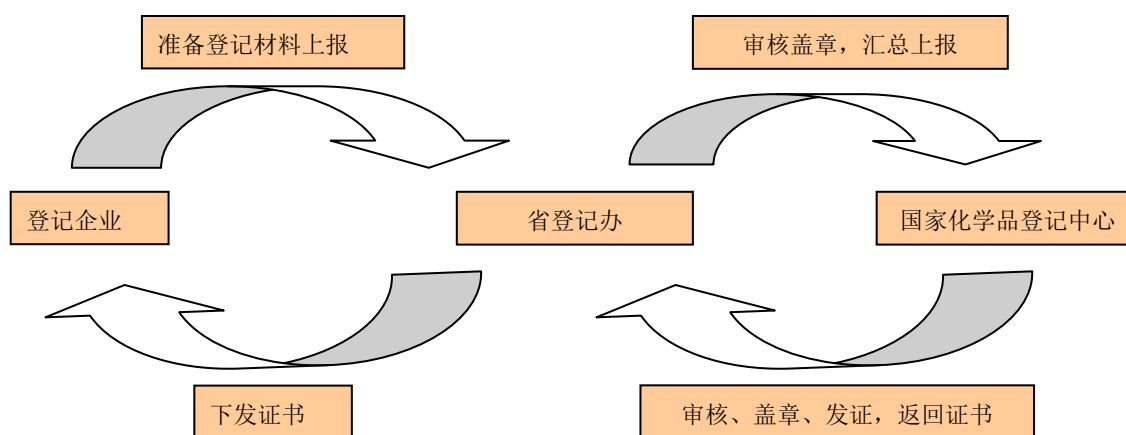 准备登记材料上报
审核盖章，汇总上报
登记企业
省登记办
国家化学品登记中心
下发证书
审核、盖章、发证，返回证书